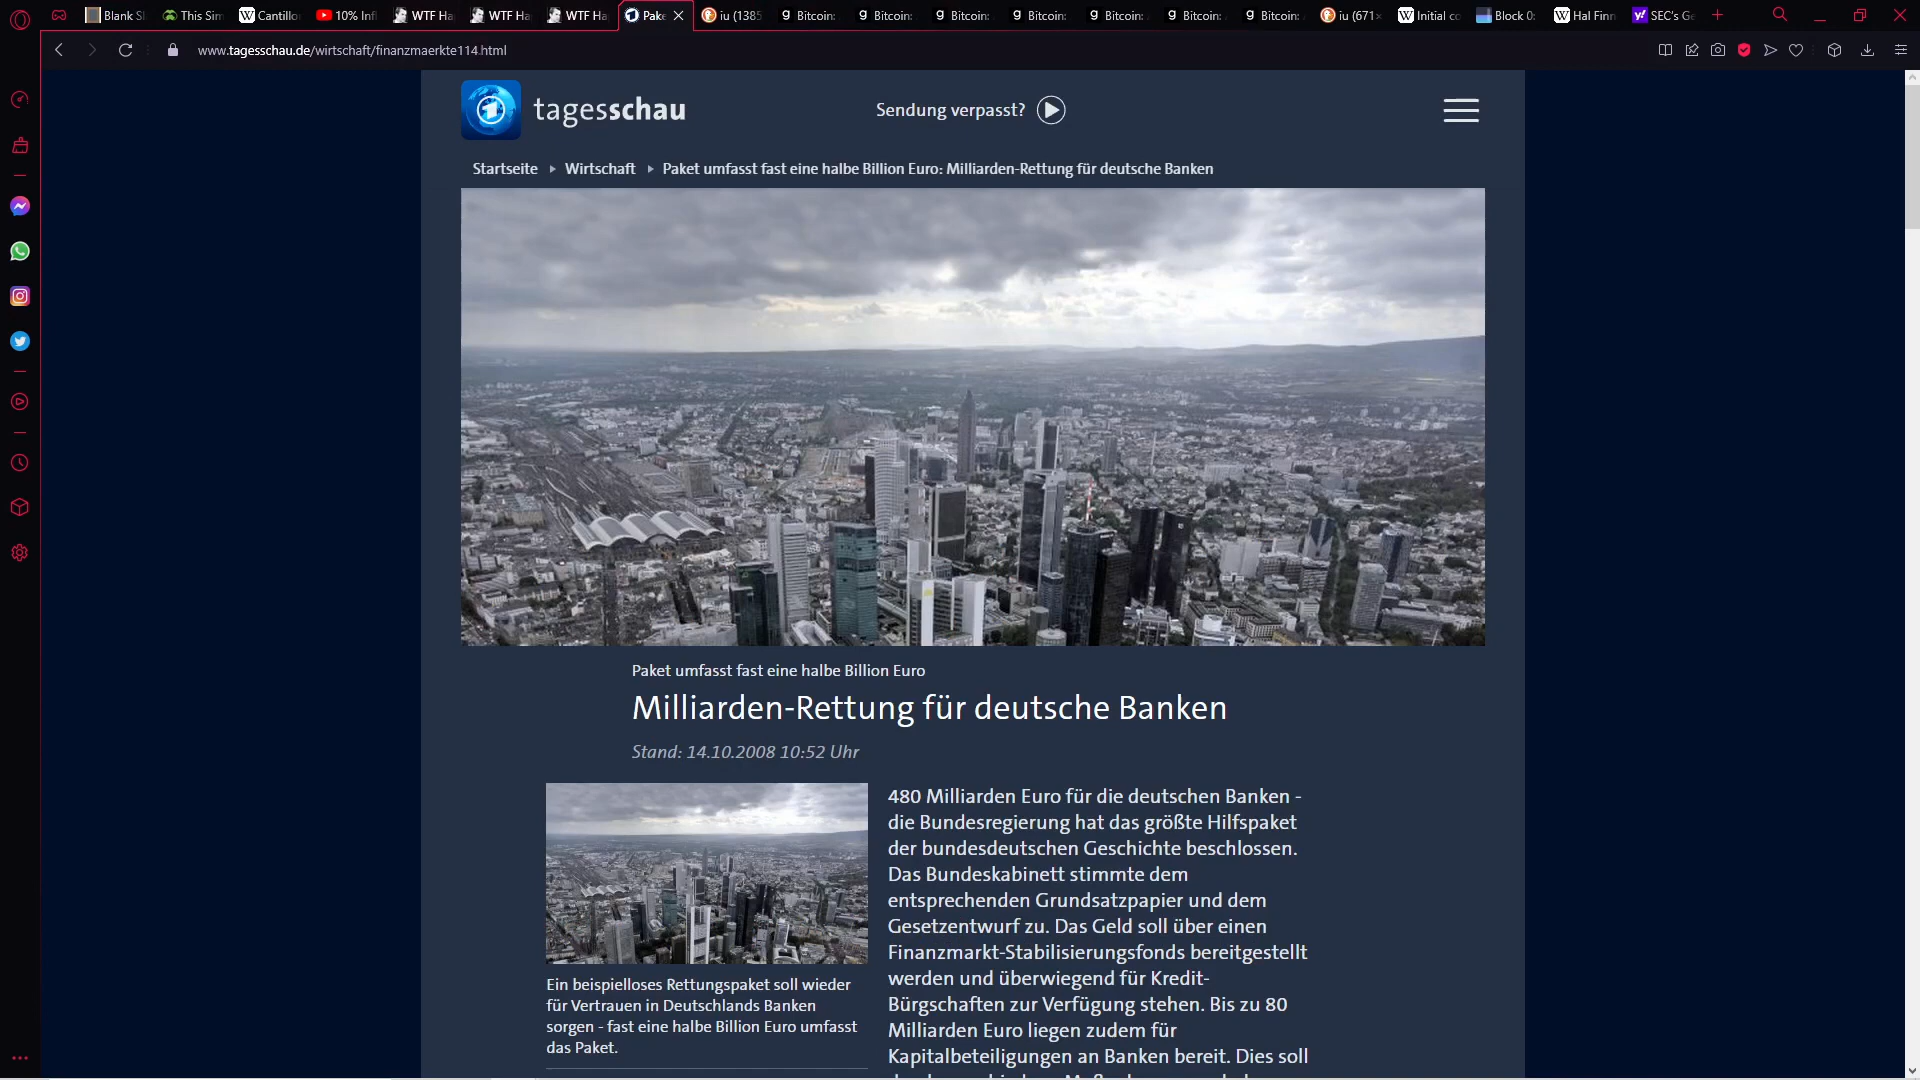 Blank S
This Sim
Cantillo
10% Infl
WTF Ha
WTF Ha
WTF Ha
Pake
iu (1385
Bitcoin:
Bitcoin:
Bitcoin:
Bitcoin:
Bitcoin:
Bitcoin:
Bitcoin:
iu (671×
Initial co
Block 0:
Hal Finn
SEC's Ge
www.tagesschau.de/wirtschaft/finanzmaerkte114.html
tagesschau
Sendung verpasst?
Startseite Wirtschaft Paket umfasst fast eine halbe Billion Euro: Milliarden-Rettung für deutsche Banken
Paket umfasst fast eine halbe Billion Euro
Milliarden-Rettung für deutsche Banken
Stand: 14.10.2008 10:52 Uhr
Ein beispielloses Rettungspaket soll wieder
für Vertrauen in Deutschlands Banken
sorgen - fast eine halbe Billion Euro umfasst
das Paket.
480 Milliarden Euro für die deutschen Banken -
die Bundesregierung hat das größte Hilfspaket
der bundesdeutschen Geschichte beschlossen.
Das Bundeskabinett stimmte dem
entsprechenden Grundsatzpapier und dem
Gesetzentwurf zu. Das Geld soll über einen
Finanzmarkt-Stabilisierungsfonds bereitgestellt
werden und überwiegend für Kredit-
Bürgschaften zur Verfügung stehen. Bis zu 80
Milliarden Euro liegen zudem für
Kapitalbeteiligungen an Banken bereit. Dies soll